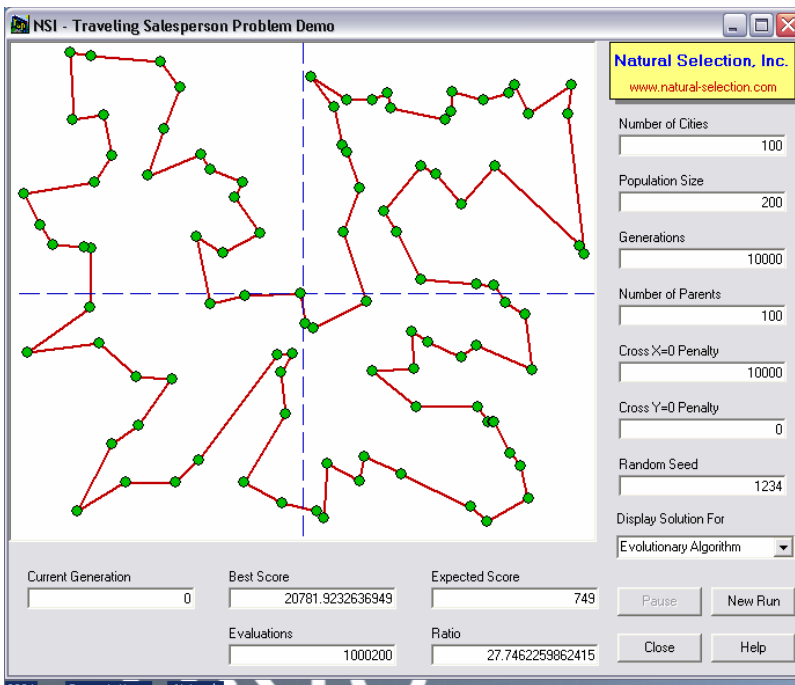 NSI - Traveling Salesperson Problem Demo
Natural Selection, Inc.
www.natural-selection.com
Number of Cities
100
Population Size
200
Generations
10000
Number of Parents
100
Cross X=0 Penalty
10000
Cross Y=0 Penalty
0
Random Seed
1234
Display Solution For
Evolutionary Algorithm
Current Generation
0
Best Score
20781.9232636949
Expected Score
749
Evaluations
1000200
Ratio
27.7462259862415
Pause
New Run
Close
Help